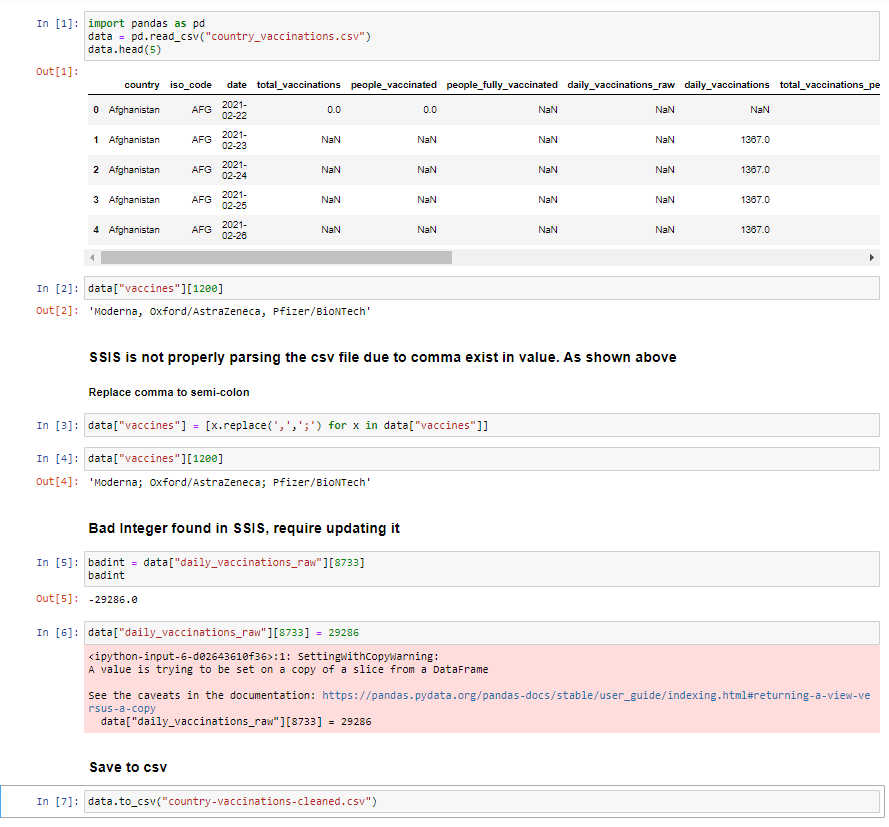 In [1]: import pandas as pd
data = pd.read_csv("country_vaccinations.csv")
data.head(5)
Out[1]:
country iso_code date total_vaccinations people_vaccinated people_fully_vaccinated daily_vaccinations_raw daily_vaccinations total_vaccinations_pe
0 Afghanistan AFG 2021-02-22 0.0 0.0 NaN NaN NaN
1 Afghanistan AFG 2021-02-23 NaN NaN NaN NaN 1367.0
2 Afghanistan AFG 2021-02-24 NaN NaN NaN NaN 1367.0
3 Afghanistan AFG 2021-02-25 NaN NaN NaN NaN 1367.0
4 Afghanistan AFG 2021-02-26 NaN NaN NaN NaN 1367.0
In [2]: data["vaccines"][1200]
Out[2]: 'Moderna, Oxford/AstraZeneca, Pfizer/BioNTech'
SSIS is not properly parsing the csv file due to comma exist in value. As shown above
Replace comma to semi-colon
In [3]: data["vaccines"] = [x.replace(',',';') for x in data["vaccines"]]
In [4]: data["vaccines"][1200]
Out[4]: 'Moderna; Oxford/AstraZeneca; Pfizer/BioNTech'
Bad Integer found in SSIS, require updating it
In [5]: badint = data["daily_vaccinations_raw"][8733]
badint
Out[5]: -29286.0
In [6]: data["daily_vaccinations_raw"][8733] = 29286
<ipython-input-6-d02643610f36>:1: SettingWithCopyWarning:
A value is trying to be set on a copy of a slice from a DataFrame
See the caveats in the documentation: https://pandas.pydata.org/pandas-docs/stable/user_guide/indexing.html#returning-a-view-ve
rsus-a-copy
data["daily_vaccinations_raw"][8733] = 29286
Save to csv
In [7]: data.to_csv("country-vaccinations-cleaned.csv")